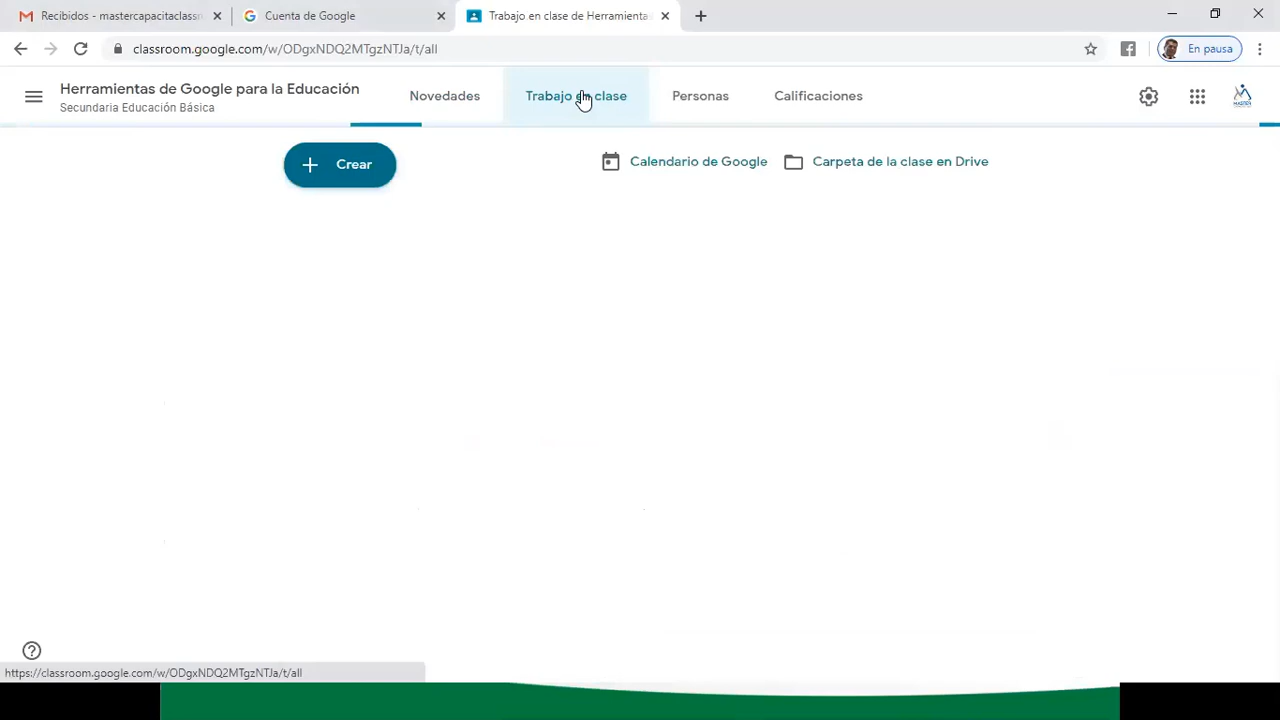 Recibidos - mastercapacitaclassr
Cuenta de Google
Trabajo en clase de Herramientas
classroom.google.com/w/ODgxNDQ2MTgzNTJa/t/all
En pausa
Herramientas de Google para la Educación
Secundaria Educación Básica
Novedades
Trabajo en clase
Personas
Calificaciones
Crear
Calendario de Google
Carpeta de la clase en Drive
https://classroom.google.com/w/ODgxNDQ2MTgzNTJa/t/all